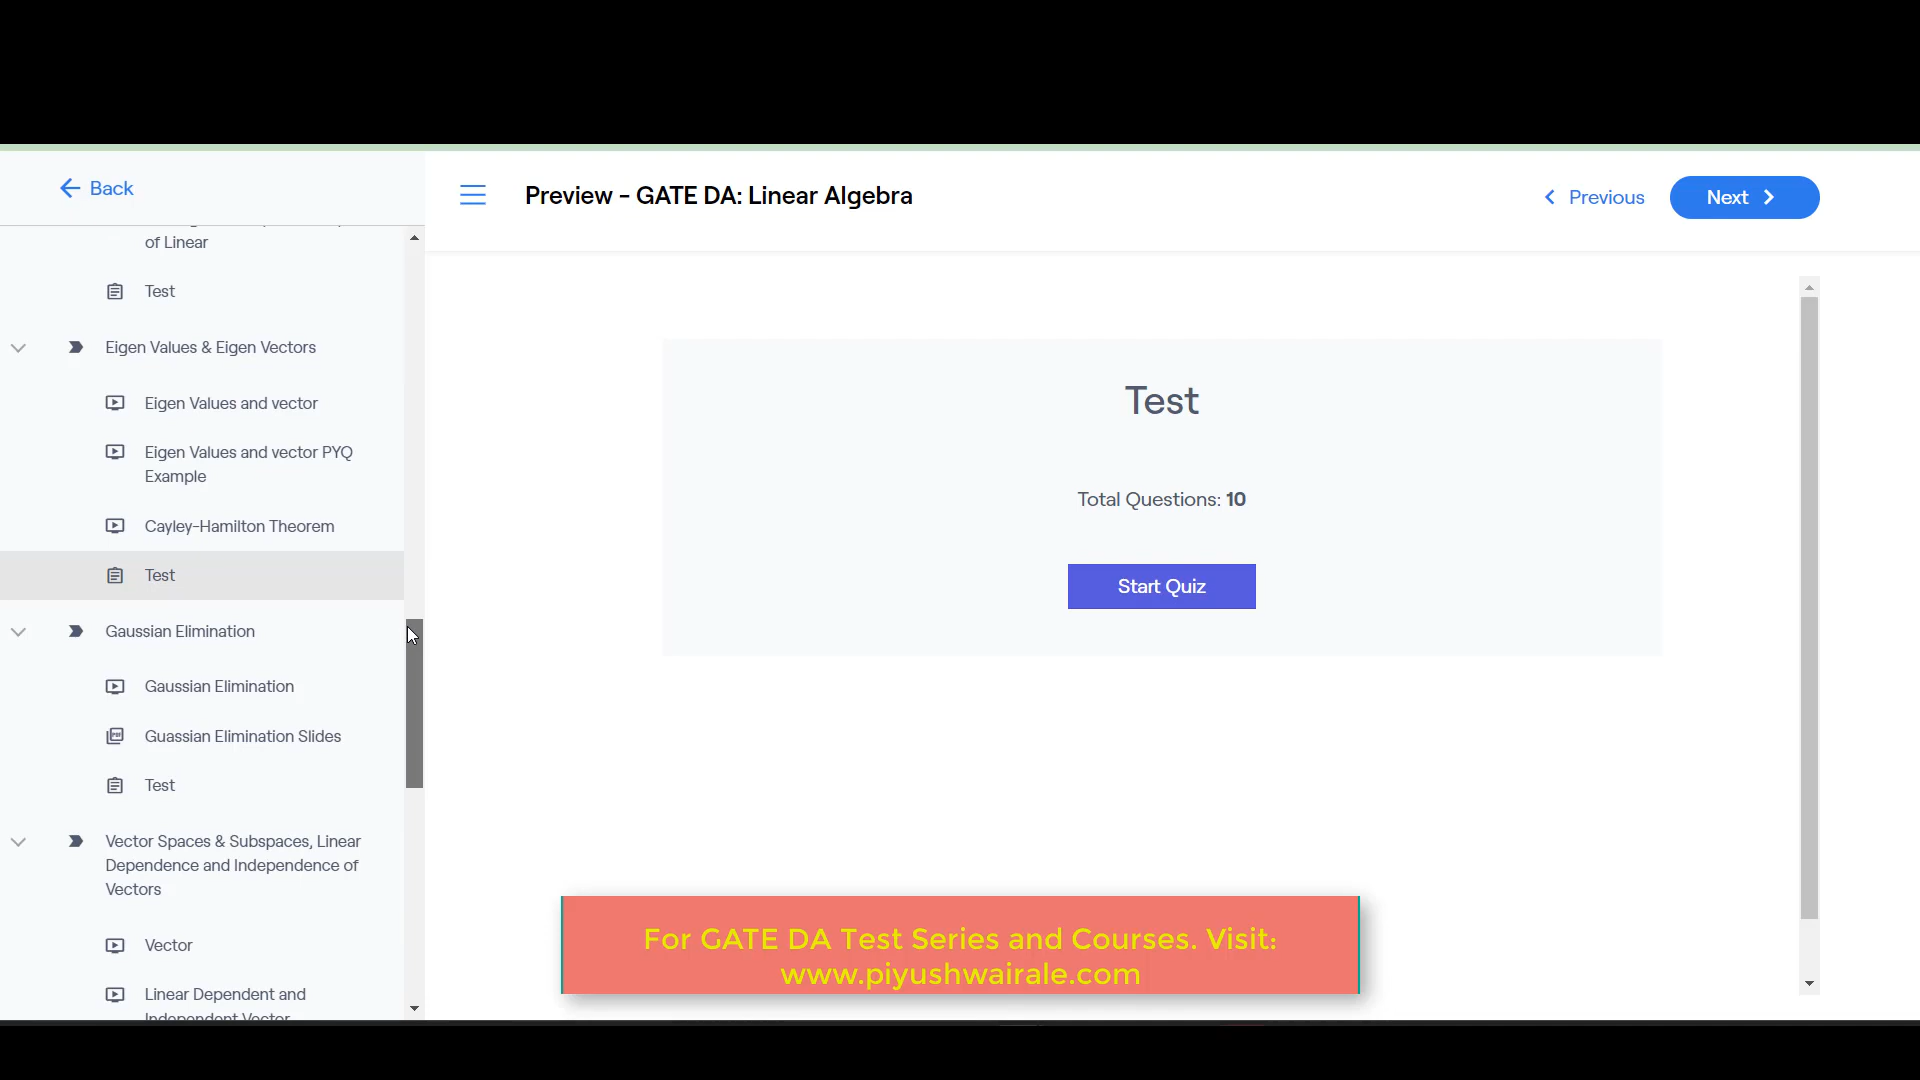 Back
Preview - GATE DA: Linear Algebra
Previous
Next
of Linear
Test
Eigen Values & Eigen Vectors
Eigen Values and vector
Eigen Values and vector PYQ
Example
Cayley-Hamilton Theorem
Test
Gaussian Elimination
Gaussian Elimination
Guassian Elimination Slides
Test
Vector Spaces & Subspaces, Linear
Dependence and Independence of
Vectors
Vector
Linear Dependent and
Independent Vector
Test
Total Questions: 10
Start Quiz
For GATE DA Test Series and Courses. Visit:
www.piyushwairale.com